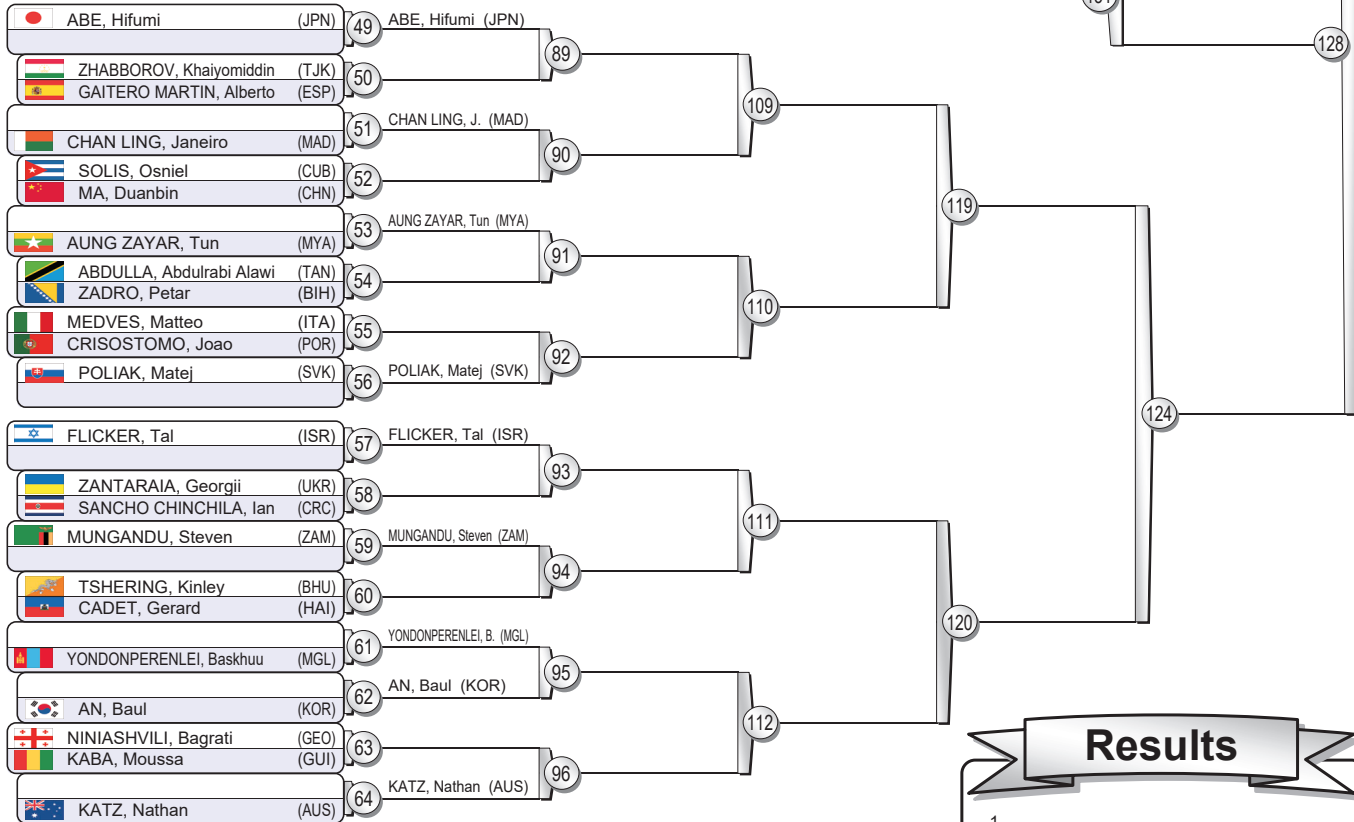 ABE, Hifumi (JPN) 49 ABE, Hifumi (JPN)
128
89
ZHABBOROV, Khaiyomiddin (TJK) 50
GAITERO MARTIN, Alberto (ESP)
109
51 CHAN LING, J. (MAD)
CHAN LING, Janeiro (MAD)
90
SOLIS, Osniel (CUB) 52
MA, Duanbin (CHN)
119
53 AUNG ZAYAR, Tun (MYA)
AUNG ZAYAR, Tun (MYA)
91
ABDULLA, Abdulrabi Alawi (TAN) 54
ZADRO, Petar (BIH)
110
MEDVES, Matteo (ITA) 55
CRISOSTOMO, Joao (POR)
92
POLIAK, Matej (SVK) 56 POLIAK, Matej (SVK)
124
FLICKER, Tal (ISR) 57 FLICKER, Tal (ISR)
93
ZANTARAIA, Georgii (UKR) 58
SANCHO CHINCHILA, Ian (CRC)
111
MUNGANDU, Steven (ZAM) 59 MUNGANDU, Steven (ZAM)
94
TSHERING, Kinley (BHU) 60
CADET, Gerard (HAI)
120
61 YONDONPERENLEI, B. (MGL)
YONDONPERENLEI, Baskhuu (MGL)
95
62 AN, Baul (KOR)
AN, Baul (KOR)
112
NINIASHVILI, Bagrati (GEO) 63
KABA, Moussa (GUI)
96
Results
64 KATZ, Nathan (AUS)
KATZ, Nathan (AUS)